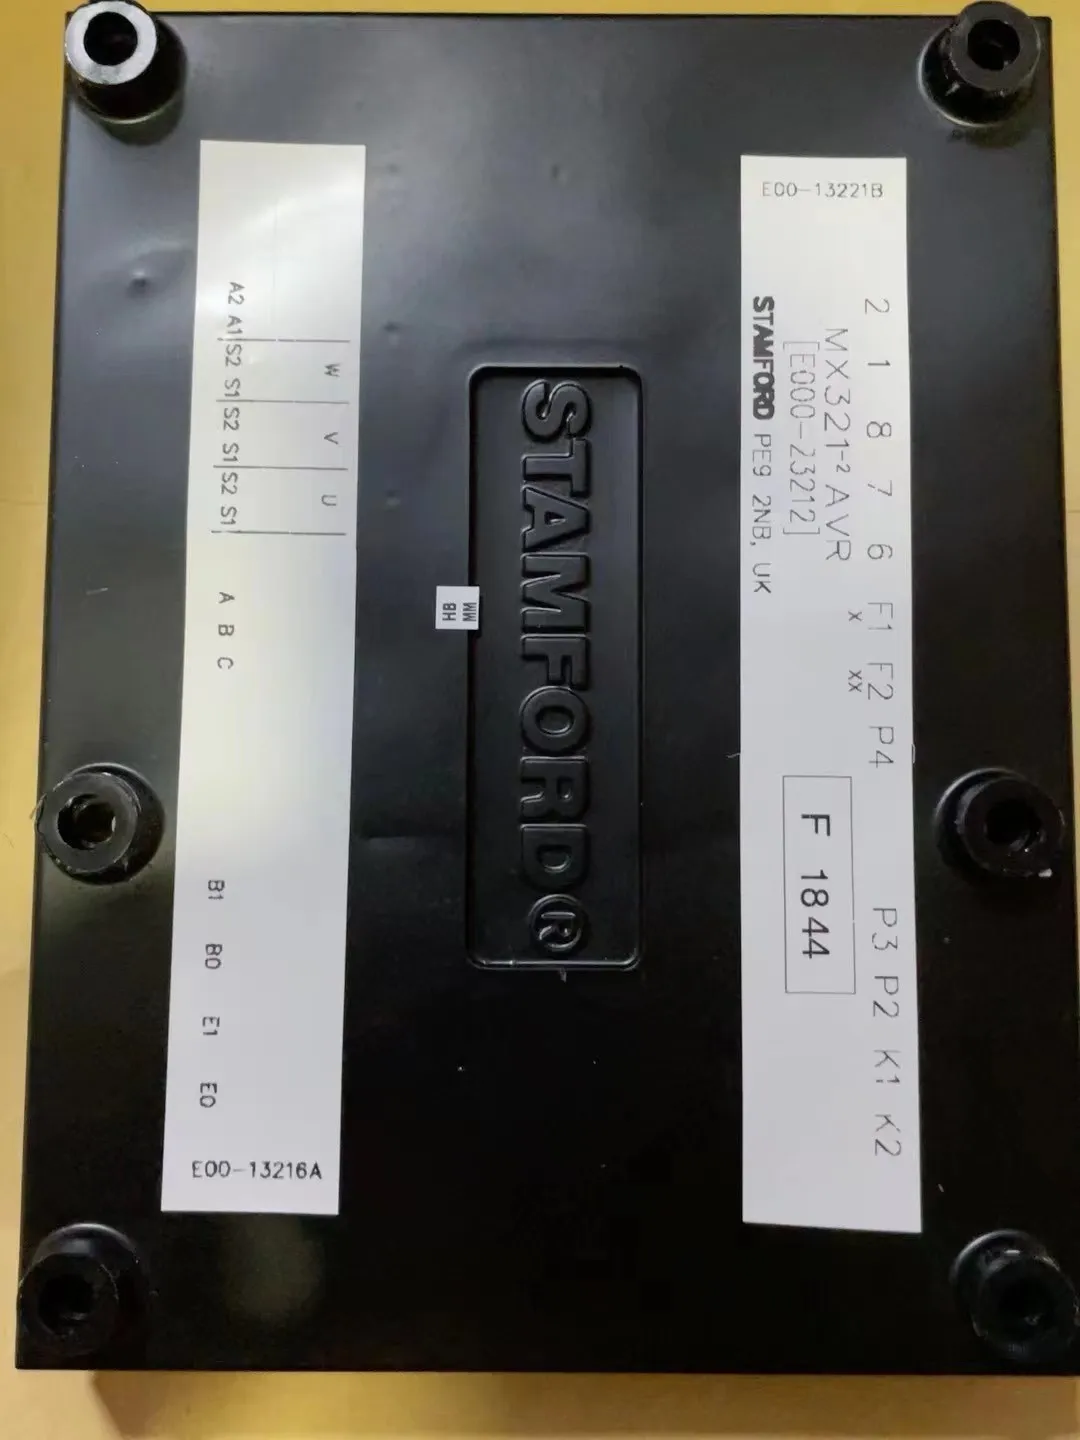 E00-13221B
2 1 8 7 6 F1 F2 P4 P3 P2 K1 K2
x xx
MX321-² AVR
[E000-23212]
STAMFORD PE9 2NB, UK
F 1844
STAMFORD®
HB
W V U
A2 A1 S2 S1 S2 S1 S2 S1 A B C B1 B0 E1 E0
E00-13216A